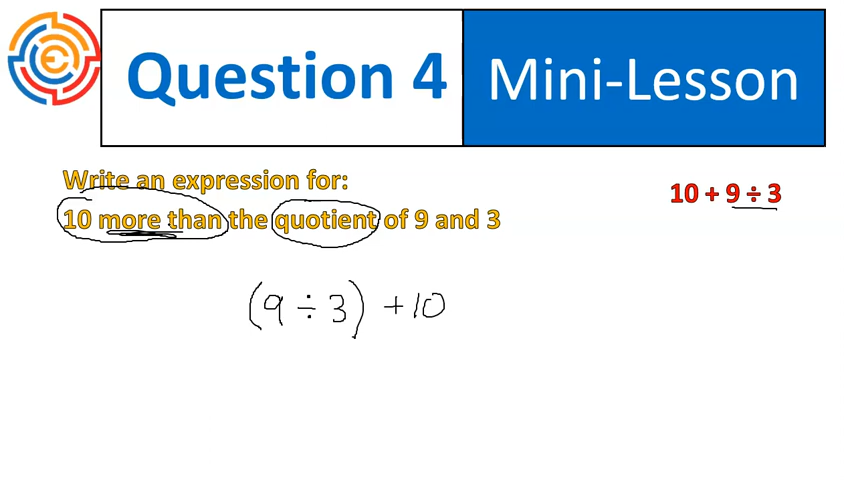 Question 4
Mini-Lesson
Write an expression for:
10 more than the quotient of 9 and 3
10 + 9 ÷ 3
(9 ÷ 3) + 10